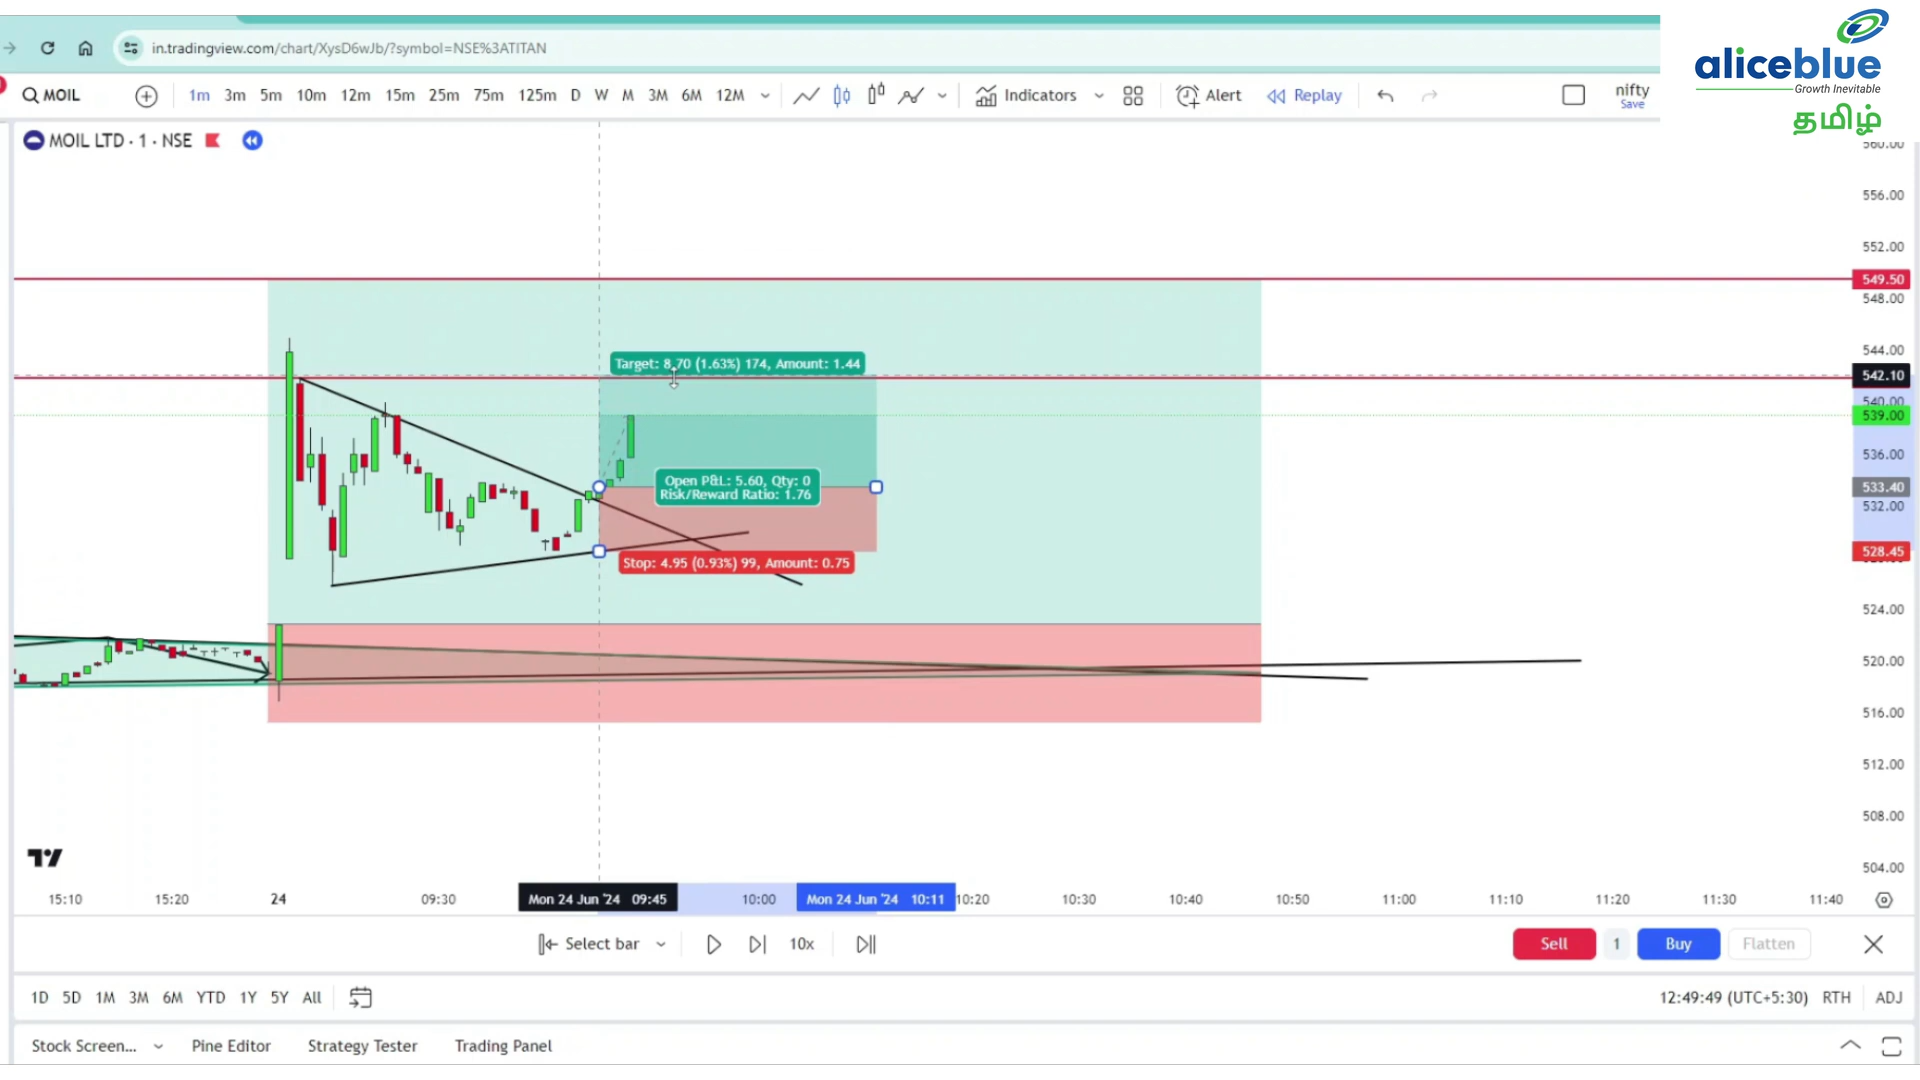 in.tradingview.com/chart/XysD6wJb/?symbol=NSE%3ATITAN
aliceblue
Growth Inevitable
தமிழ்
MOIL 1m 3m 5m 10m 12m 15m 25m 75m 125m D W M 3M 6M 12M Indicators Alert Replay nifty
Save
MOIL LTD · 1 · NSE
560.00
556.00
552.00
549.50
548.00
544.00
Target: 8.70 (1.63%) 174, Amount: 1.44
542.10
540.00
539.00
536.00
Open P&L: 5.60, Qty: 0
Risk/Reward Ratio: 1.76
533.40
532.00
528.45
Stop: 4.95 (0.93%) 99, Amount: 0.75
524.00
520.00
516.00
512.00
508.00
504.00
15:10 15:20 24 09:30 Mon 24 Jun '24 09:45 10:00 Mon 24 Jun '24 10:11 10:20 10:30 10:40 10:50 11:00 11:10 11:20 11:30 11:40
Select bar 10x Sell 1 Buy Flatten
1D 5D 1M 3M 6M YTD 1Y 5Y All 12:49:49 (UTC+5:30) RTH ADJ
Stock Screen... Pine Editor Strategy Tester Trading Panel